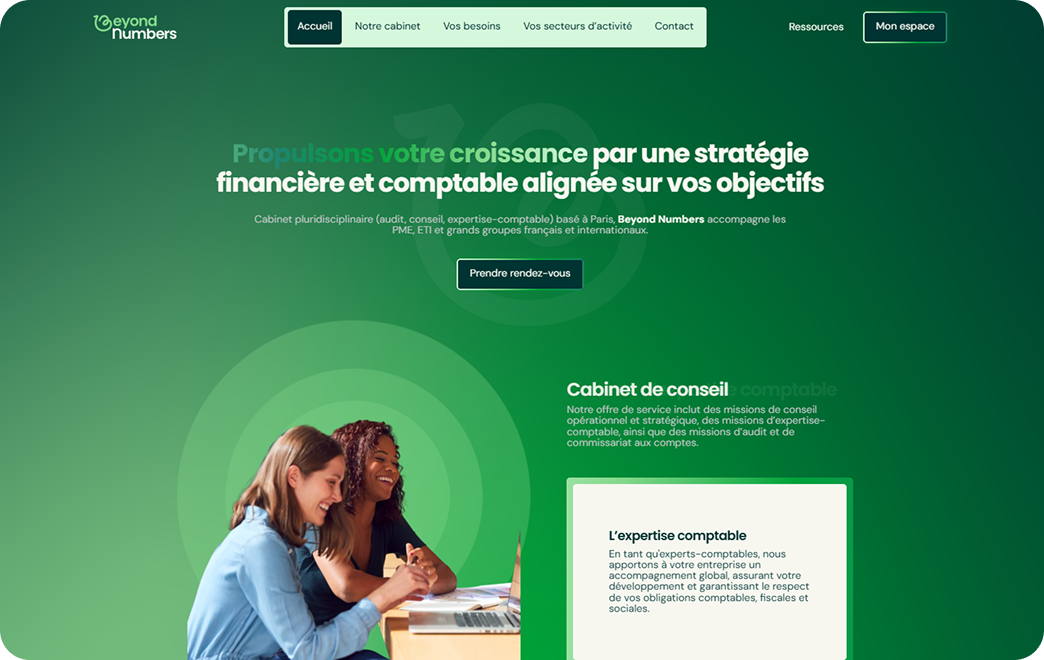 Beyond
Numbers
Accueil
Notre cabinet
Vos besoins
Vos secteurs d'activité
Contact
Ressources
Mon espace
Propulsons votre croissance par une stratégie
financière et comptable alignée sur vos objectifs
Cabinet pluridisciplinaire (audit, conseil, expertise-comptable) basé à Paris, Beyond Numbers accompagne les
PME, ETI et grands groupes français et internationaux.
Prendre rendez-vous
Cabinet de conseil comptable
Notre offre de service inclut des missions de conseil
opérationnel et stratégique, des missions d'expertise-
comptable, ainsi que des missions d'audit et de
commissariat aux comptes.
L'expertise comptable
En tant qu'experts-comptables, nous
apportons à votre entreprise un
accompagnement global, assurant votre
développement et garantissant le respect
de vos obligations comptables, fiscales et
sociales.